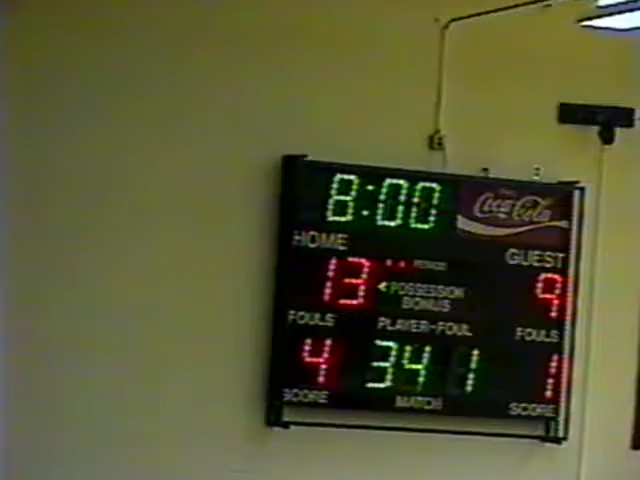 8:00 Coca-Cola
HOME GUEST
13 PERIOD 9
POSSESSION
BONUS
FOULS PLAYER-FOUL FOULS
4 34 1 1
SCORE MATCH SCORE